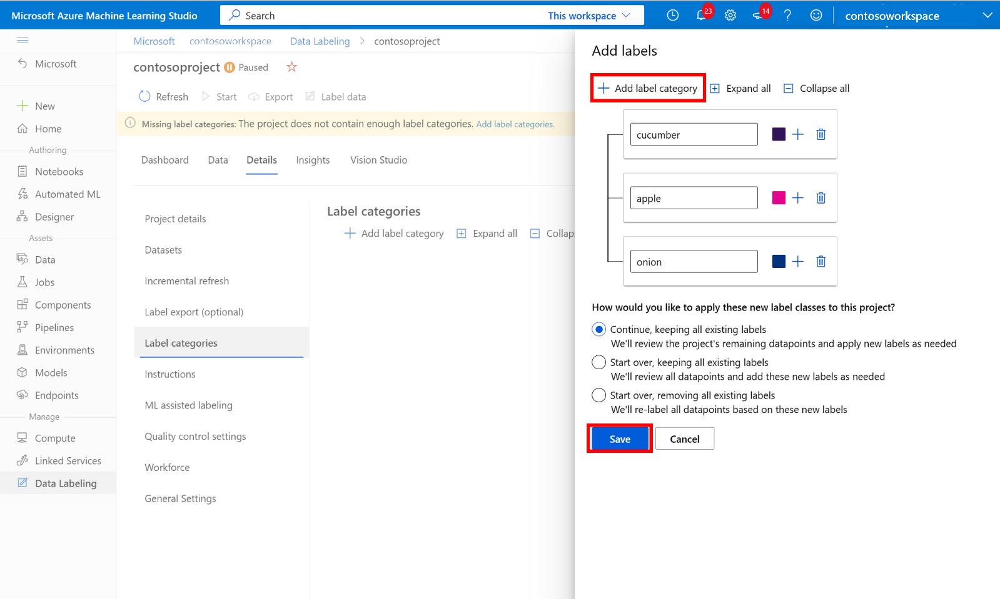 Microsoft Azure Machine Learning Studio
Search
This workspace
23
14
contosoworkspace
Microsoft
New
Home
Authoring
Notebooks
Automated ML
Designer
Assets
Data
Jobs
Components
Pipelines
Environments
Models
Endpoints
Manage
Compute
Linked Services
Data Labeling
Microsoft contosoworkspace Data Labeling > contosoproject
contosoproject Paused
Refresh Start Export Label data
Missing label categories: The project does not contain enough label categories. Add label categories.
Dashboard Data Details Insights Vision Studio
Project details
Datasets
Incremental refresh
Label export (optional)
Label categories
Instructions
ML assisted labeling
Quality control settings
Workforce
General Settings
Label categories
Add label category Expand all Collap
Add labels
Add label category Expand all Collapse all
cucumber
apple
onion
How would you like to apply these new label classes to this project?
Continue, keeping all existing labels
We'll review the project's remaining datapoints and apply new labels as needed
Start over, keeping all existing labels
We'll review all datapoints and add these new labels as needed
Start over, removing all existing labels
We'll re-label all datapoints based on these new labels
Save Cancel